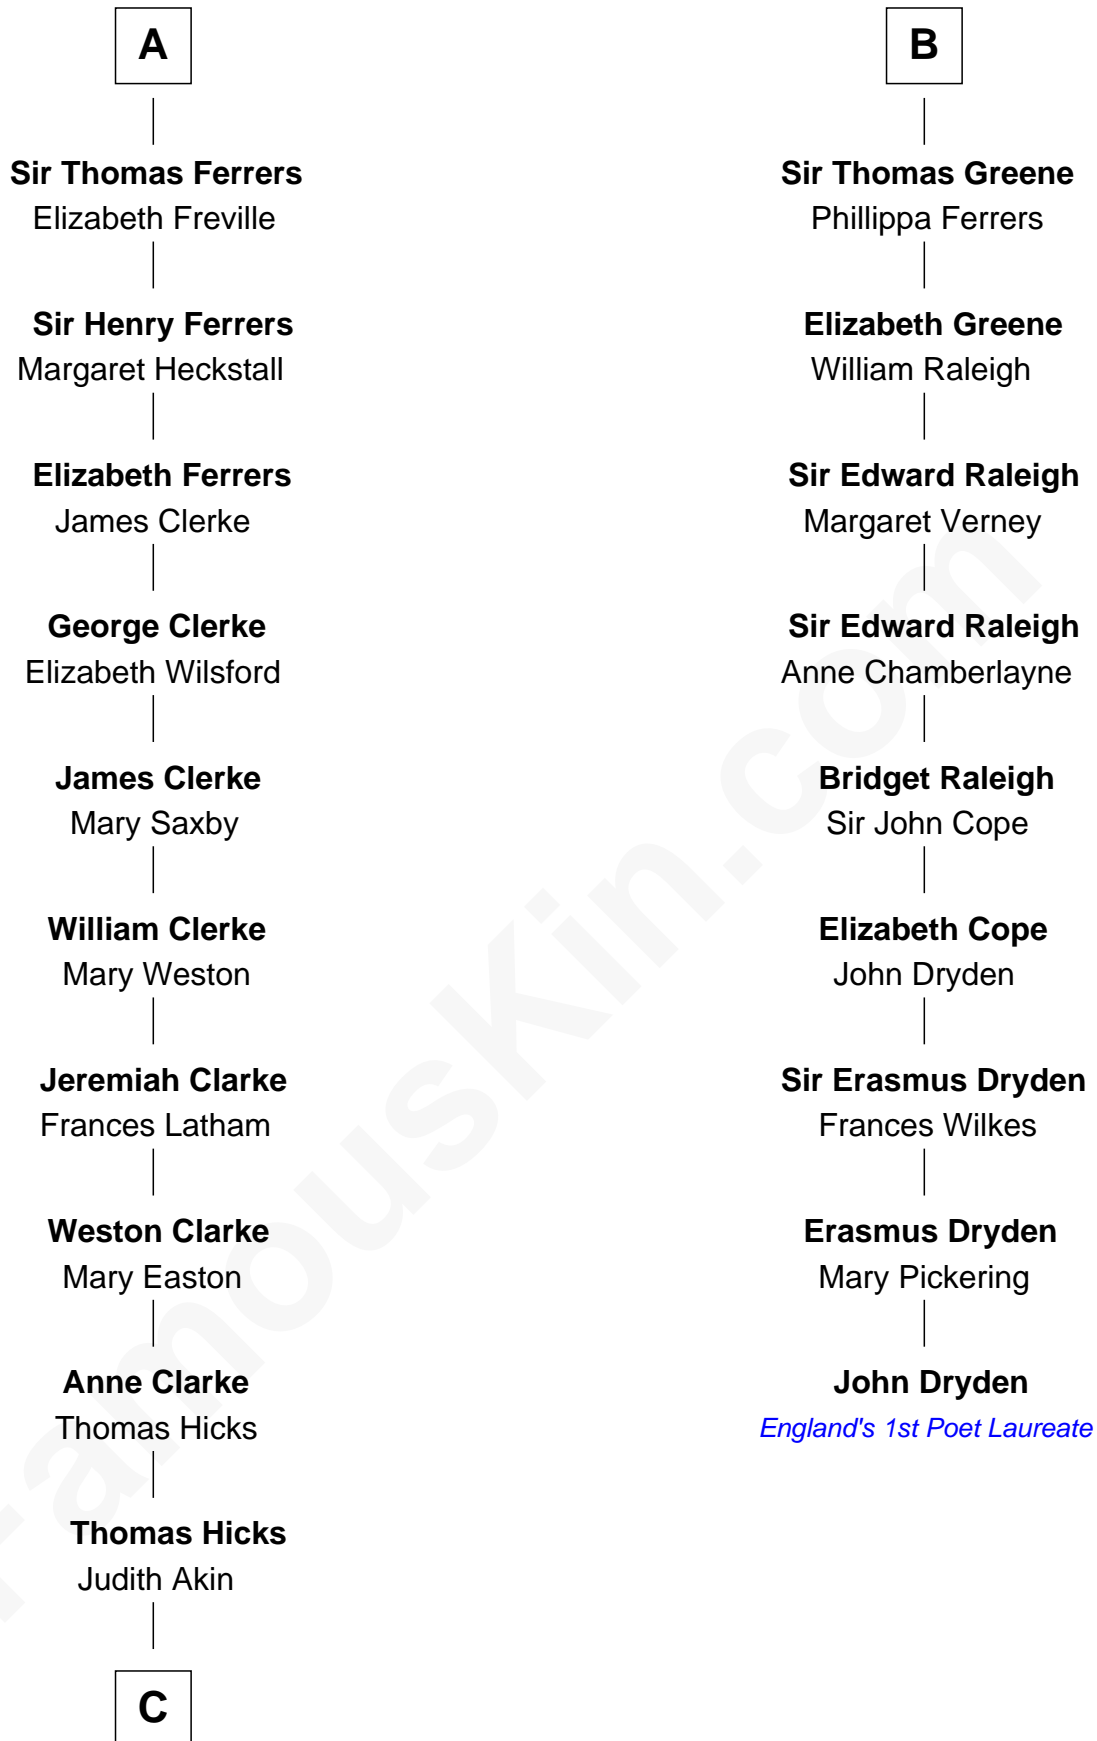 A
Sir Thomas Ferrers
Elizabeth Freville
Sir Henry Ferrers
Margaret Heckstall
Elizabeth Ferrers
James Clerke
George Clerke
Elizabeth Wilsford
James Clerke
Mary Saxby
William Clerke
Mary Weston
Jeremiah Clarke
Frances Latham
Weston Clarke
Mary Easton
Anne Clarke
Thomas Hicks
Thomas Hicks
Judith Akin
C
B
Sir Thomas Greene
Phillippa Ferrers
Elizabeth Greene
William Raleigh
Sir Edward Raleigh
Margaret Verney
Sir Edward Raleigh
Anne Chamberlayne
Bridget Raleigh
Sir John Cope
Elizabeth Cope
John Dryden
Sir Erasmus Dryden
Frances Wilkes
Erasmus Dryden
Mary Pickering
John Dryden
England's 1st Poet Laureate
FamousKin.com